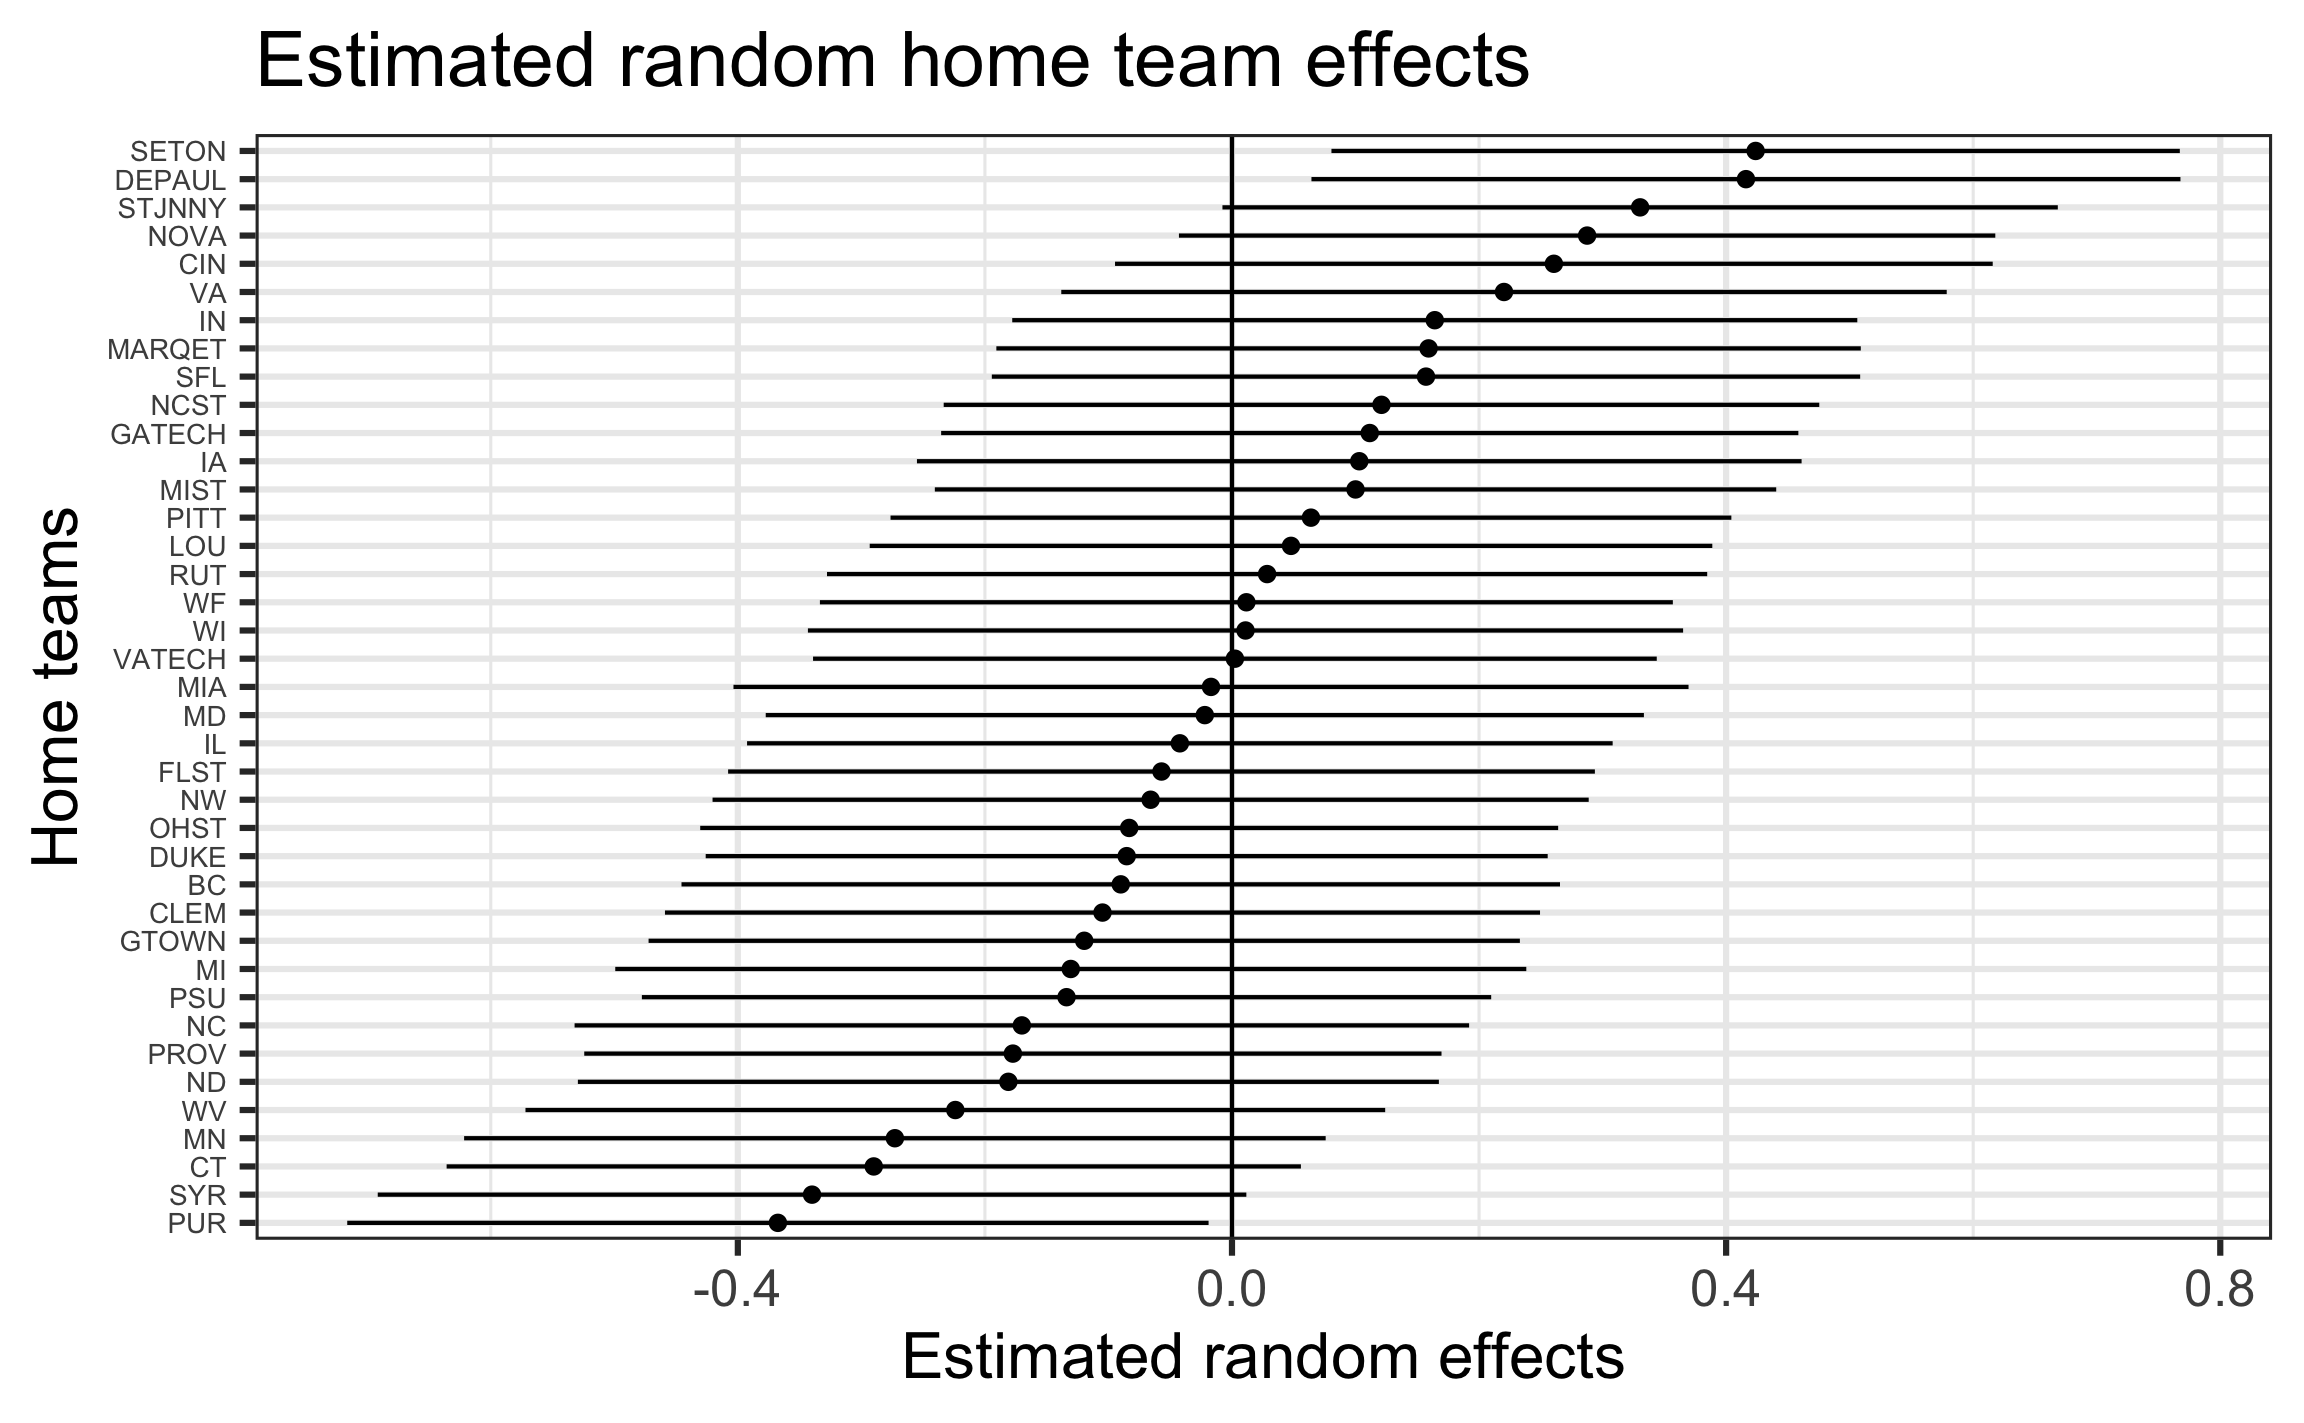 Estimated random home team effects
Home teams
SETON
DEPAUL
STJNNY
NOVA
CIN
VA
IN
MARQET
SFL
NCST
GATECH
IA
MIST
PITT
LOU
RUT
WF
WI
VATECH
MIA
MD
IL
FLST
NW
OHST
DUKE
BC
CLEM
GTOWN
MI
PSU
NC
PROV
ND
WV
MN
CT
SYR
PUR
-0.4 0.0 0.4 0.8
Estimated random effects